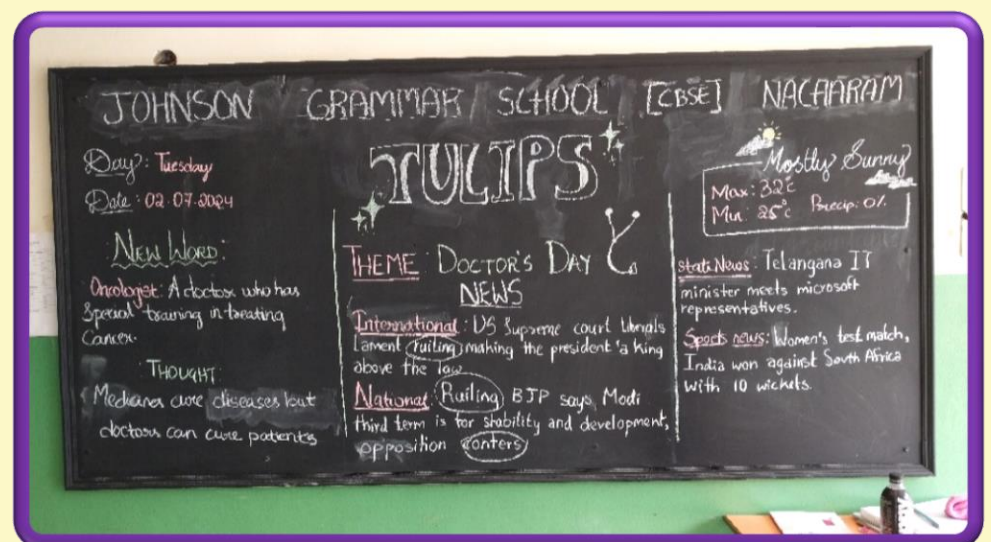 JOHNSON GRAMMAR SCHOOL [CBSE] NACHARAM
Day: Tuesday
Date: 02.07.2024
NEW WORD:
Oncologist: A doctor who has
Special training in treating
Cancer.
THOUGHT:
Medicines cure diseases but
doctors can cure patients
TULIPS
THEME: DOCTOR'S DAY
NEWS
International: US Supreme court librals
lament ruiling making the president 'a king
above the law'
National: Ruiling BJP says, Modi
third term is for stability and development,
opposition conters
Mostly Sunny
Max: 32°c
Min: 25°c Precip: 0%
State News: Telangana IT
minister meets microsoft
representatives.
Sports news: Women's test match,
India won against South Africa
with 10 wickets.